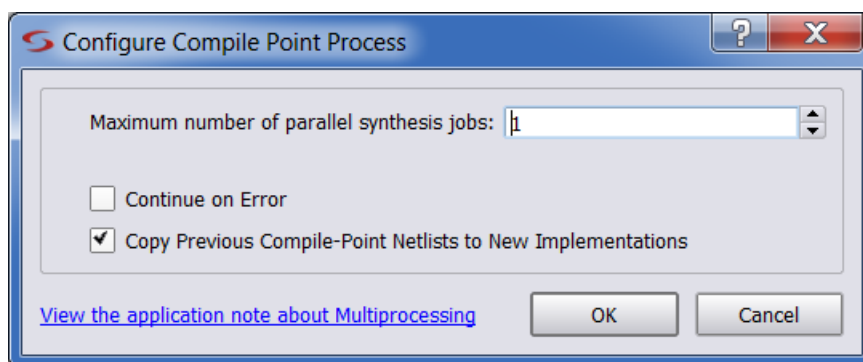 Configure Compile Point Process
Maximum number of parallel synthesis jobs: 1
Continue on Error
Copy Previous Compile-Point Netlists to New Implementations
View the application note about Multiprocessing OK Cancel